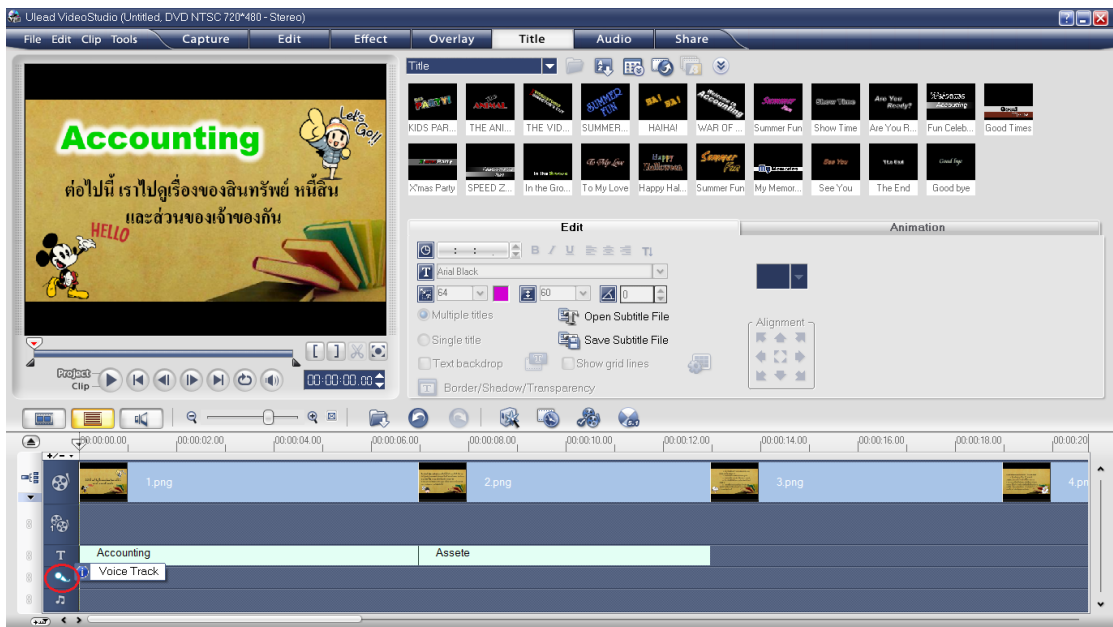 Ulead VideoStudio (Untitled, DVD NTSC 720*480 - Stereo)
File Edit Clip Tools Capture Edit Effect Overlay Title Audio Share
Title
Let's Go!!
Accounting
ต่อไปนี้ เราไปดูเรื่องของสินทรัพย์ หนี้สิน
และส่วนของเจ้าของกัน
HELLO
KIDS PAR... THE ANI... THE VID... SUMMER... HA!HA! WAR OF ... Summer Fun Show Time Are You R... Fun Celeb... Good Times
X'mas Party SPEED Z... In the Gro... To My Love Happy Hal... Summer Fun My Memor... See You The End Good bye
Edit Animation
: : .
B I U
T Arial Black
64 60 0
Multiple titles Open Subtitle File
Single title Save Subtitle File
Text backdrop Show grid lines
Border/Shadow/Transparency
Alignment
Project
Clip
00:00:00.00
00:00:00.00 00:00:02.00 00:00:04.00 00:00:06.00 00:00:08.00 00:00:10.00 00:00:12.00 00:00:14.00 00:00:16.00 00:00:18.00 00:00:20
+/-
1.png 2.png 3.png 4.pn
T Accounting Assete
Voice Track